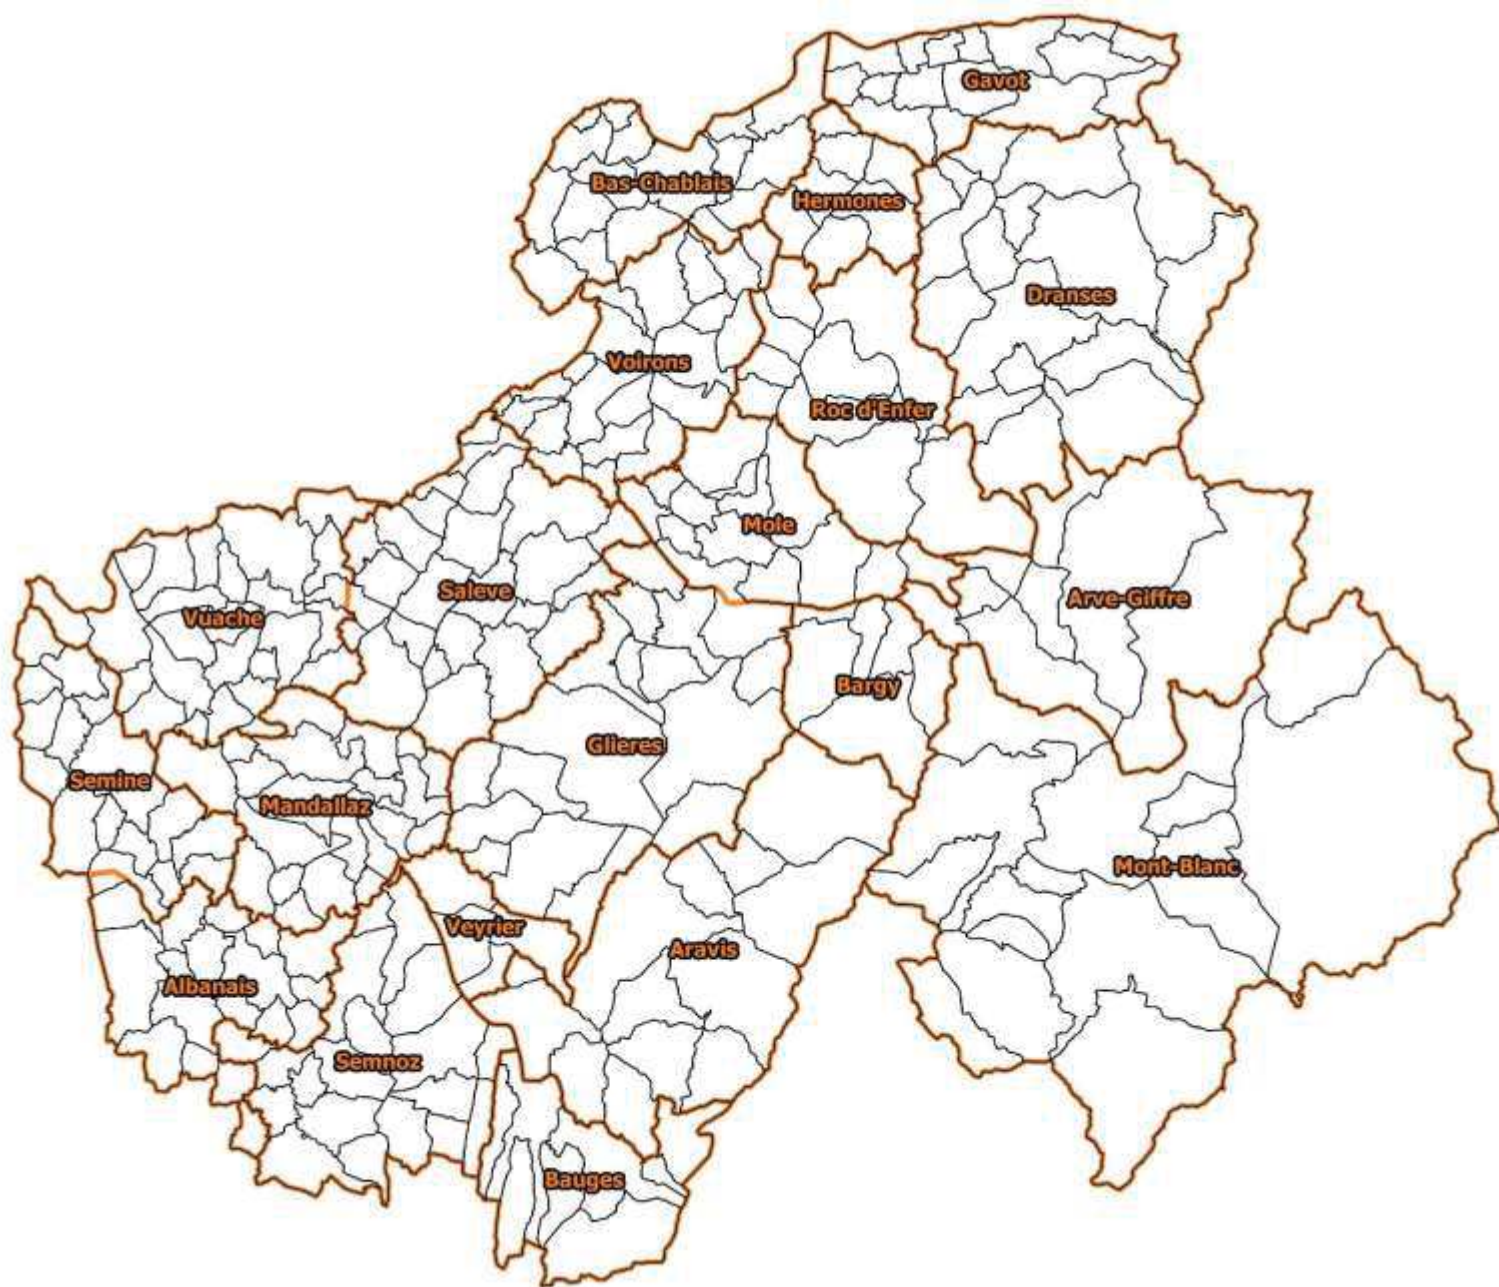 Gavot
Bas-Chablais
Hermones
Dranses
Voirons
Roc d'Enfer
Mole
Saleve
Arve-Giffre
Vuache
Bargy
Glieres
Semine
Mandallaz
Mont-Blanc
Veyrier
Aravis
Albanais
Semnoz
Bauges